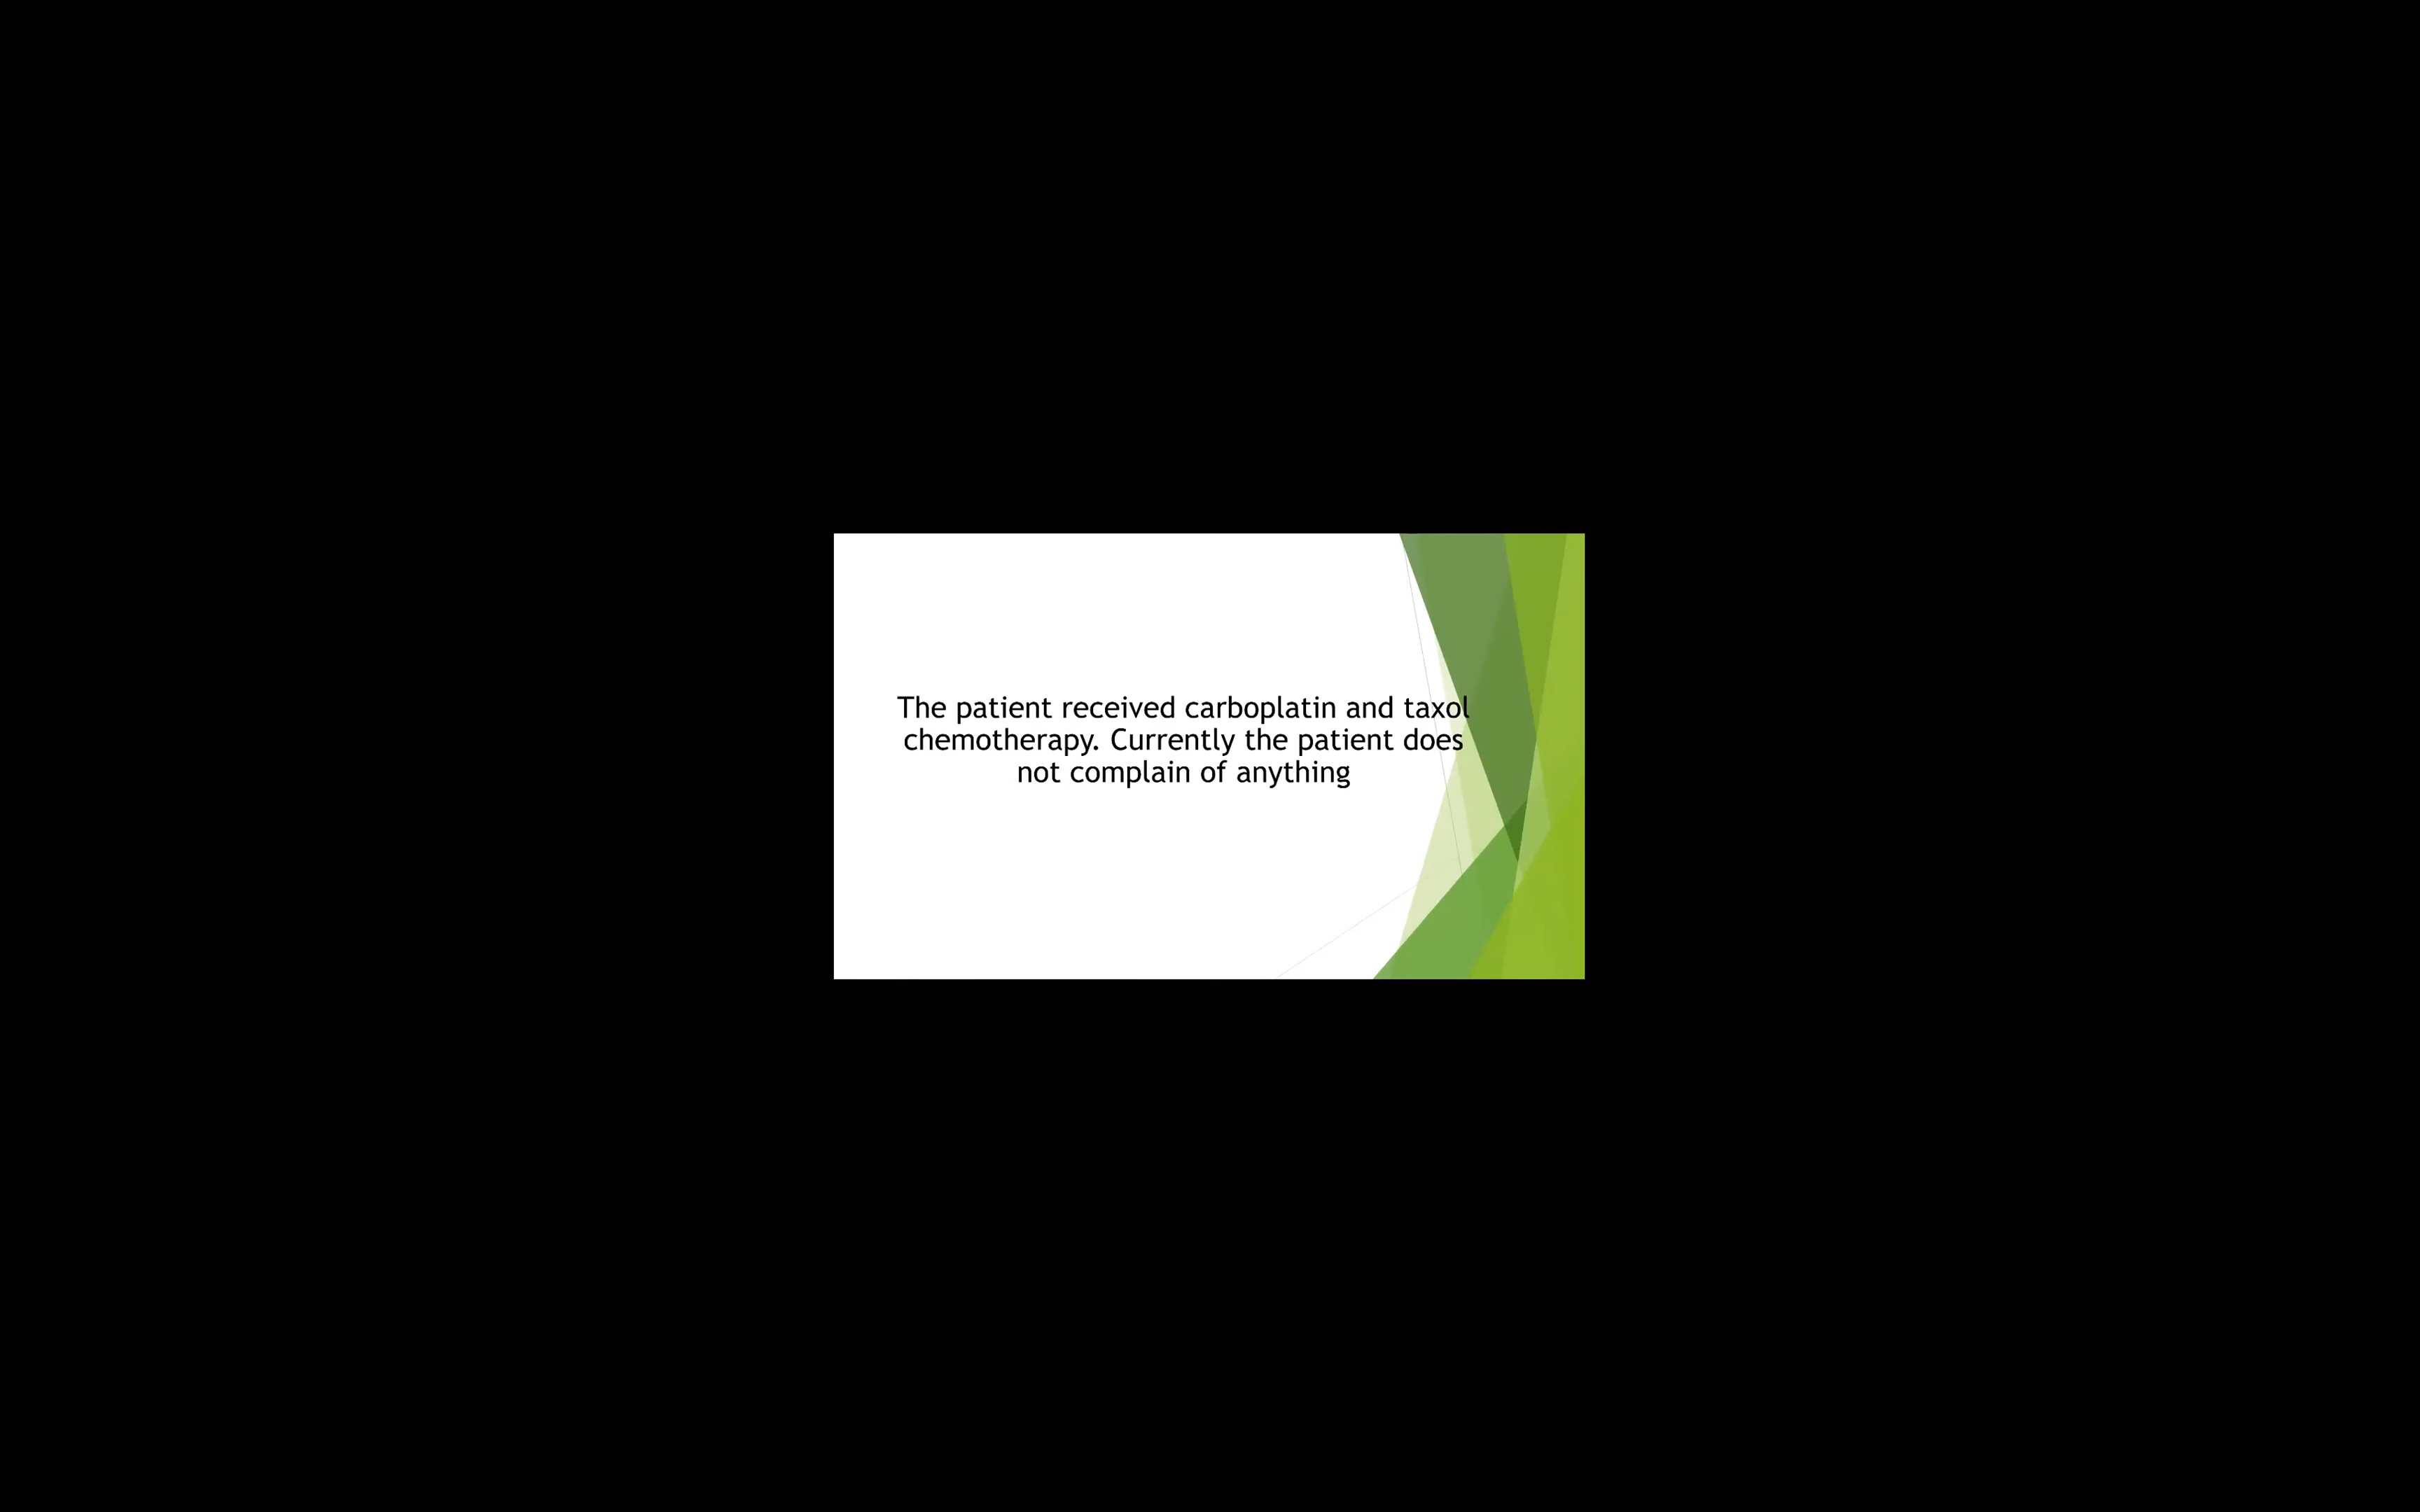 The patient received carboplatin and taxol
chemotherapy. Currently the patient does
not complain of anything